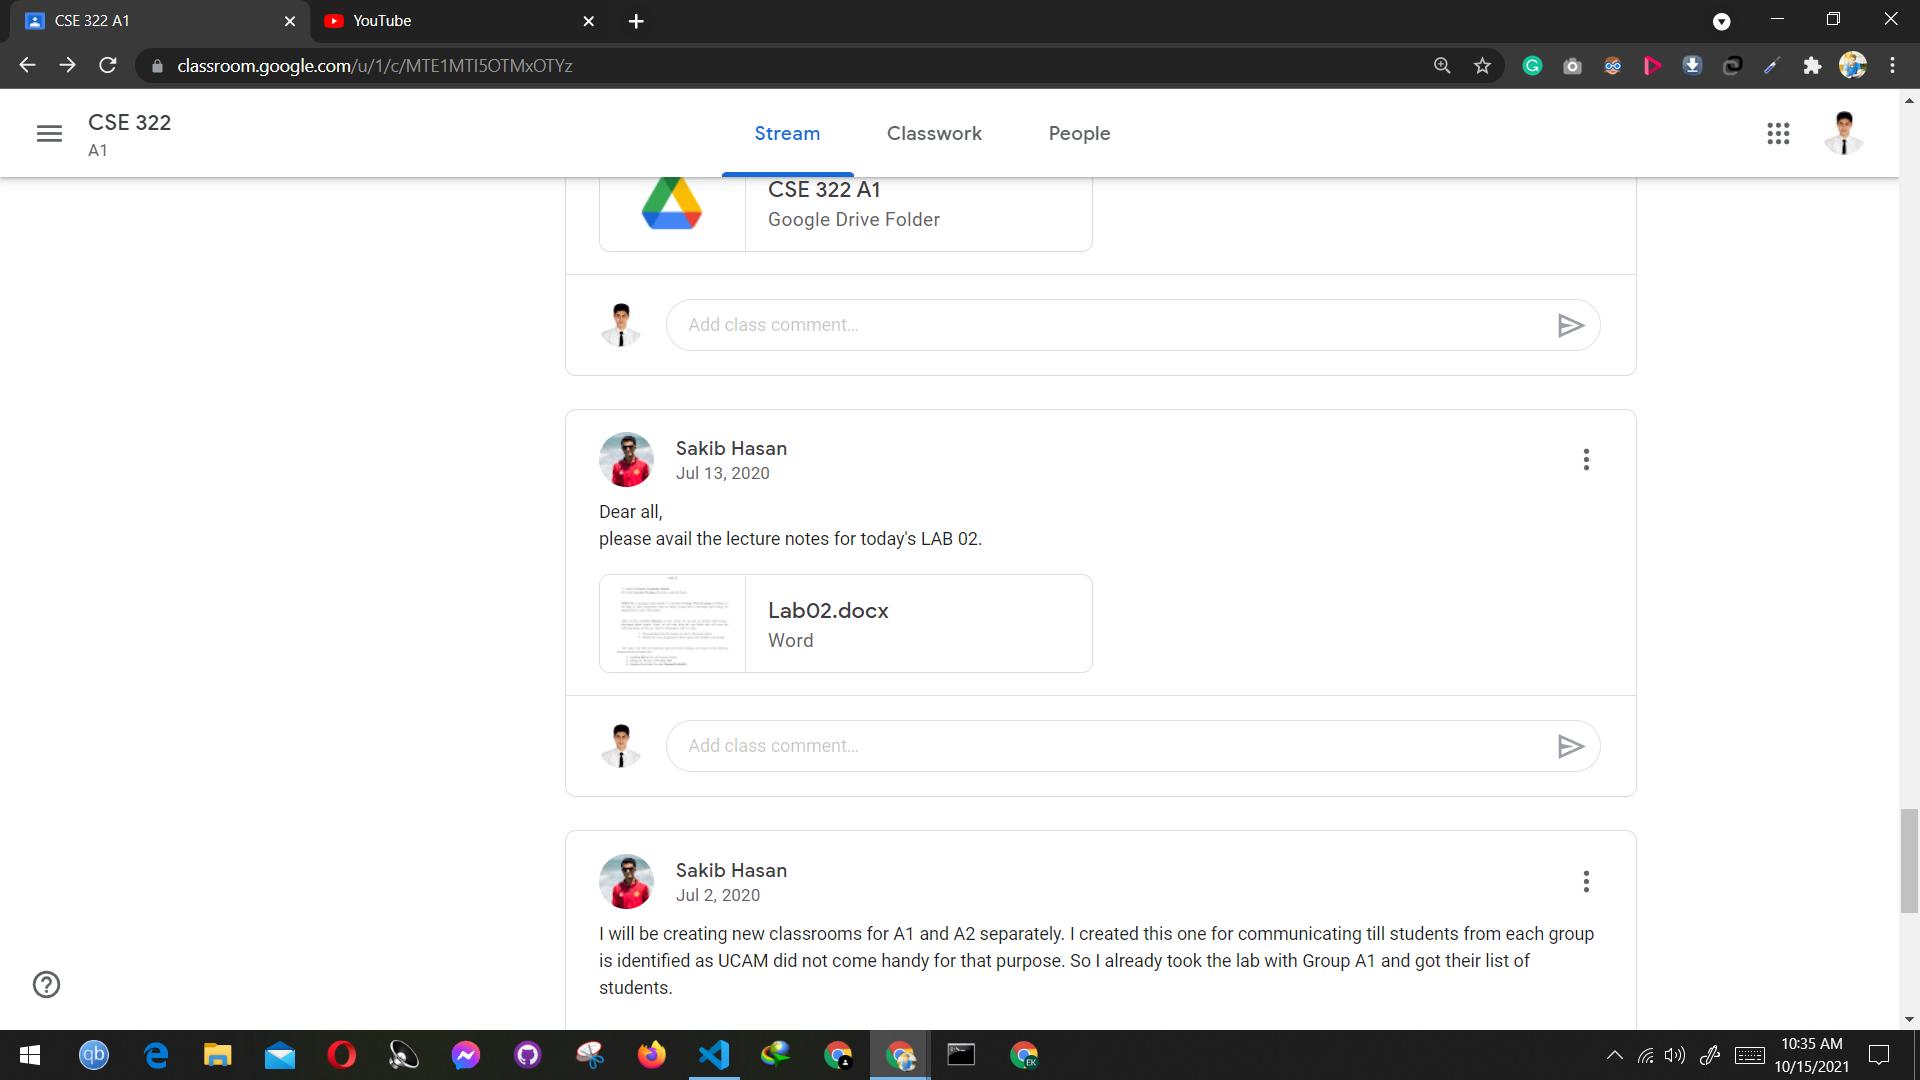 CSE 322 A1
YouTube
classroom.google.com/u/1/c/MTE1MTI5OTMxOTYz
CSE 322
A1
Stream
Classwork
People
CSE 322 A1
Google Drive Folder
Add class comment...
Sakib Hasan
Jul 13, 2020
Dear all,
please avail the lecture notes for today's LAB 02.
Lab02.docx
Word
Add class comment...
Sakib Hasan
Jul 2, 2020
I will be creating new classrooms for A1 and A2 separately. I created this one for communicating till students from each group
is identified as UCAM did not come handy for that purpose. So I already took the lab with Group A1 and got their list of
students.
qb
EK
10:35 AM
10/15/2021